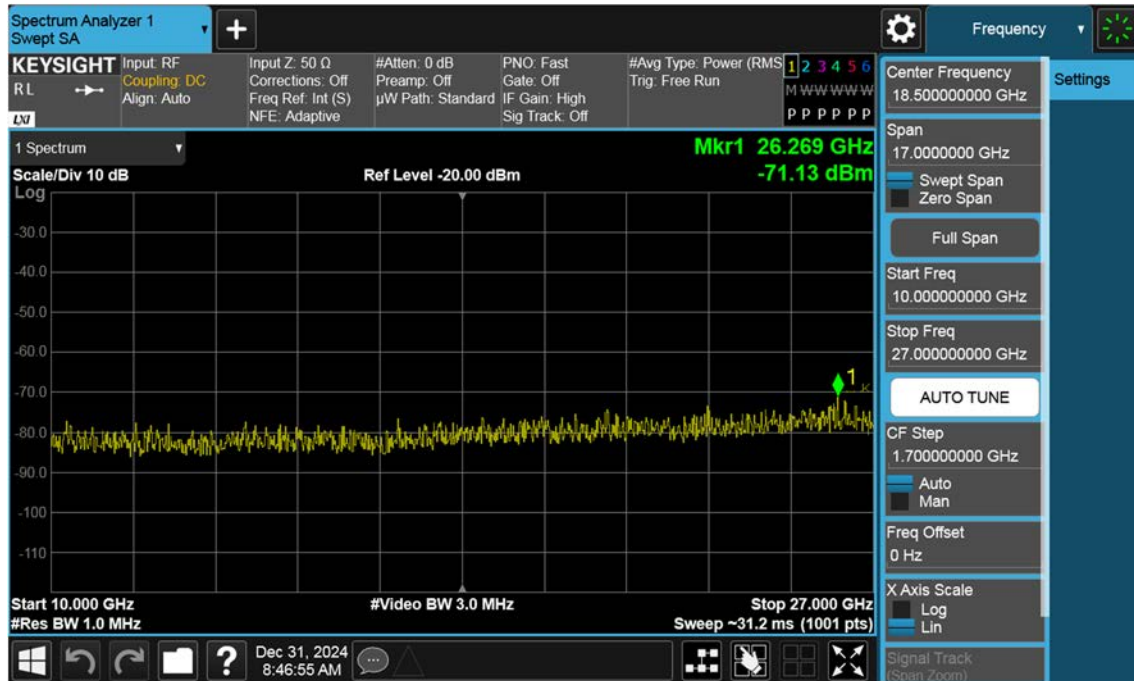 Spectrum Analyzer 1
Swept SA
+
Frequency
KEYSIGHT
RL
LXI
Input: RF
Coupling: DC
Align: Auto
Input Z: 50 Ω
Corrections: Off
Freq Ref: Int (S)
NFE: Adaptive
#Atten: 0 dB
Preamp: Off
µW Path: Standard
PNO: Fast
Gate: Off
IF Gain: High
Sig Track: Off
#Avg Type: Power (RMS
Trig: Free Run
1 2 3 4 5 6
M W W W W W
P P P P P P
1 Spectrum
Scale/Div 10 dB
Ref Level -20.00 dBm
Mkr1 26.269 GHz
-71.13 dBm
Log
-30.0
-40.0
-50.0
-60.0
-70.0
-80.0
-90.0
-100
-110
1
Start 10.000 GHz
#Res BW 1.0 MHz
#Video BW 3.0 MHz
Stop 27.000 GHz
Sweep ~31.2 ms (1001 pts)
Center Frequency
18.500000000 GHz
Span
17.0000000 GHz
Swept Span
Zero Span
Full Span
Start Freq
10.000000000 GHz
Stop Freq
27.000000000 GHz
AUTO TUNE
CF Step
1.700000000 GHz
Auto
Man
Freq Offset
0 Hz
X Axis Scale
Log
Lin
Signal Track
(Span Zoom)
Settings
?
Dec 31, 2024
8:46:55 AM